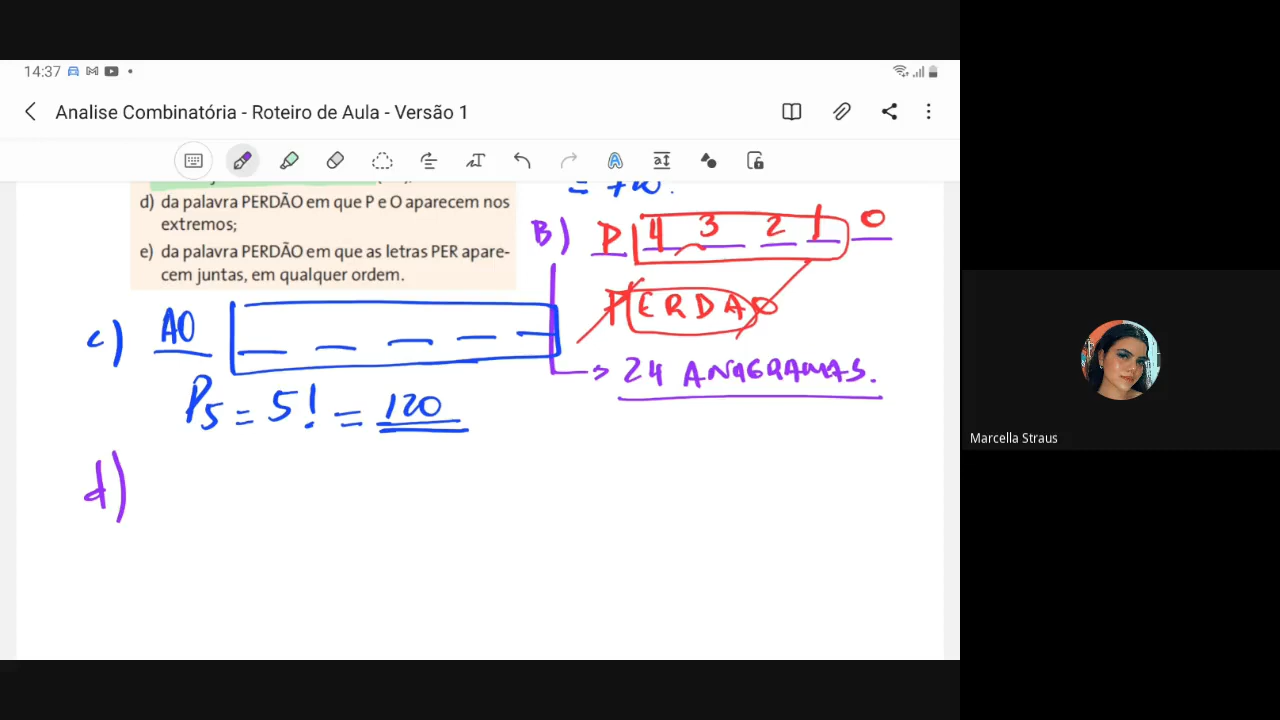 14:37
Analise Combinatória - Roteiro de Aula - Versão 1
d) da palavra PERDÃO em que P e O aparecem nos
extremos;
e) da palavra PERDÃO em que as letras PER apare-
cem juntas, em qualquer ordem.
B) P 4 3 2 1 O
PERDAO
→ 24 ANAGRAMAS.
c) AO
P5 = 5! = 120
d)
Marcella Straus